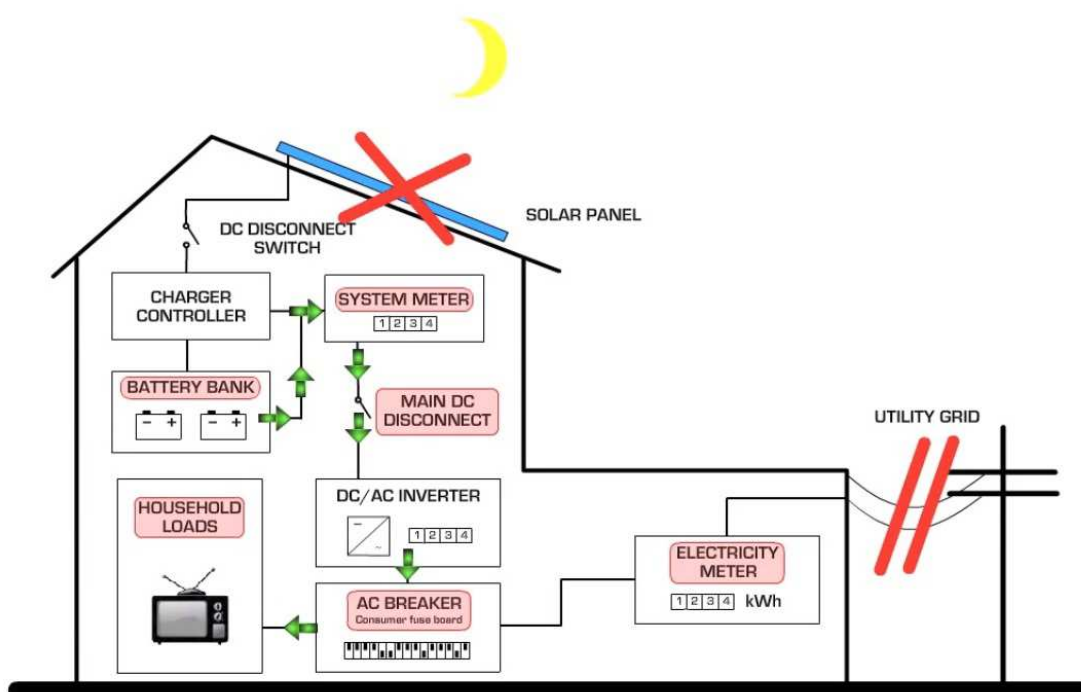 SOLAR PANEL
DC DISCONNECT
SWITCH
CHARGER
CONTROLLER
SYSTEM METER
1 2 3 4
BATTERY BANK
- + - +
MAIN DC
DISCONNECT
UTILITY GRID
HOUSEHOLD
LOADS
DC/AC INVERTER
1 2 3 4
ELECTRICITY
METER
1 2 3 4 kWh
AC BREAKER
Consumer fuse board